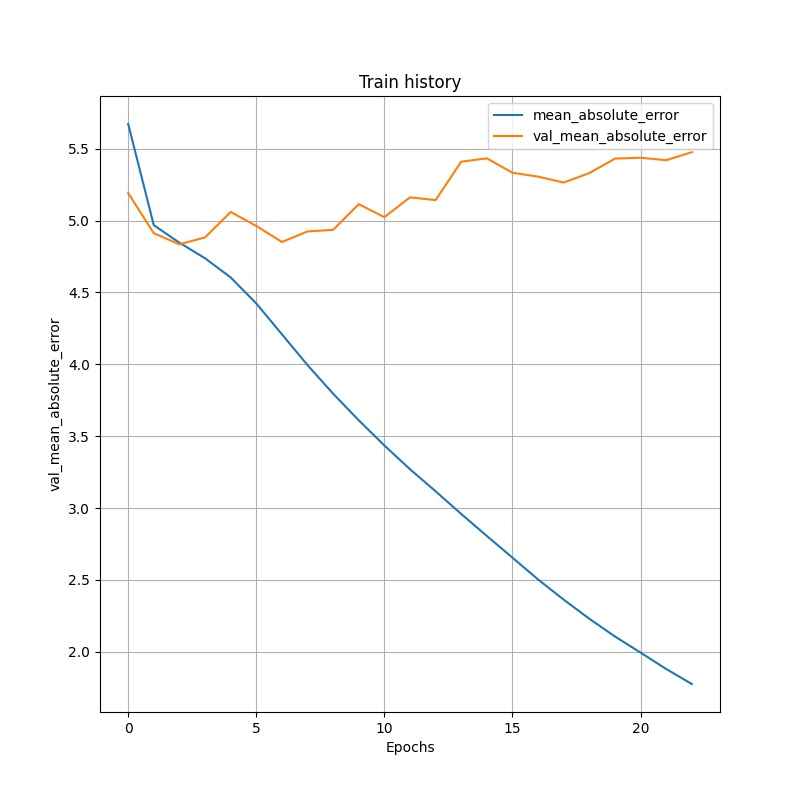 Train history
mean_absolute_error
val_mean_absolute_error
val_mean_absolute_error
5.5
5.0
4.5
4.0
3.5
3.0
2.5
2.0
0 5 10 15 20
Epochs